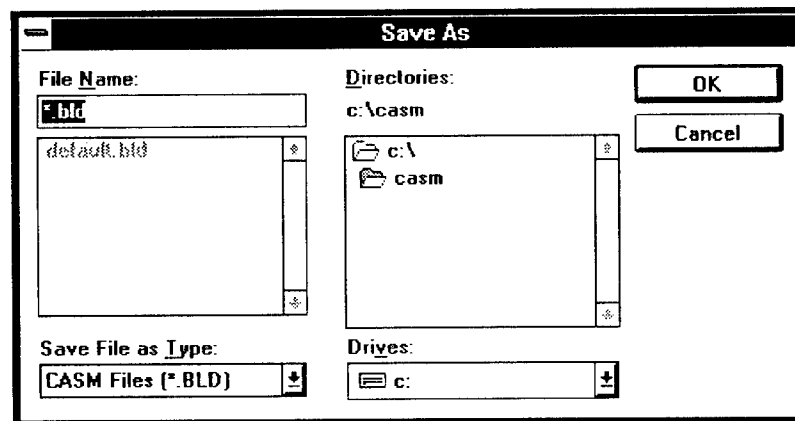 Save As
File Name:
*.bld
default.bld
Save File as Type:
CASM Files (*.BLD)
Directories:
c:\casm
c:\
casm
Drives:
c:
OK
Cancel